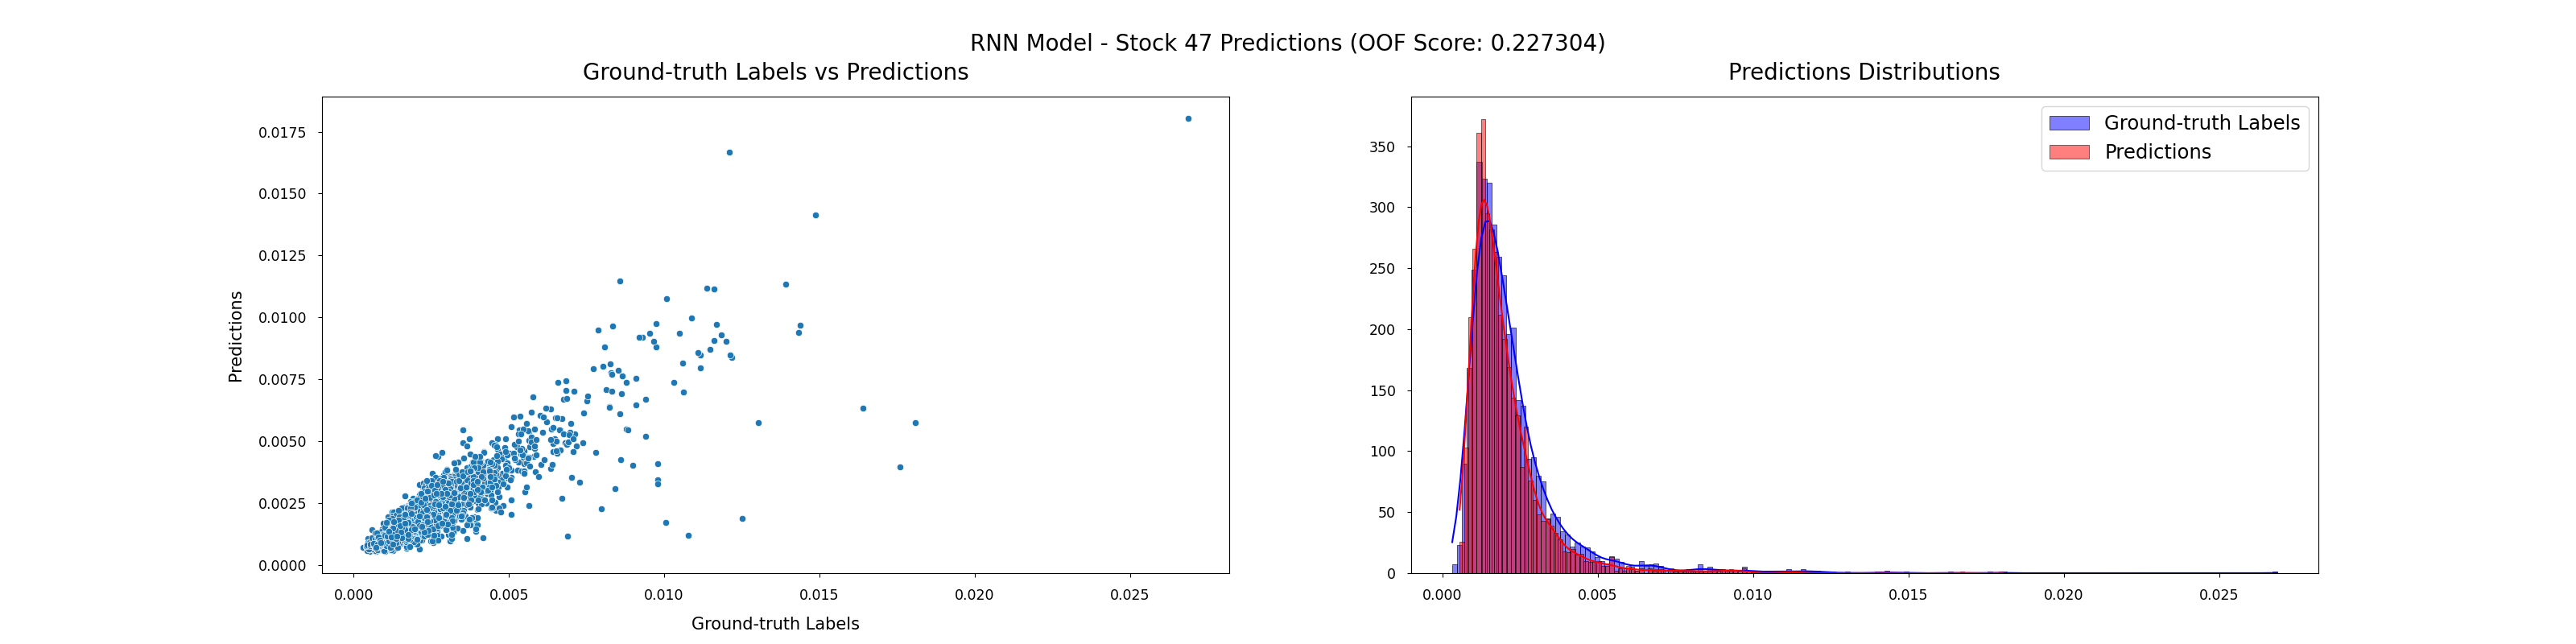 RNN Model - Stock 47 Predictions (OOF Score: 0.227304)
Ground-truth Labels vs Predictions
0.0175
0.0150
0.0125
0.0100
0.0075
0.0050
0.0025
0.0000
Predictions
0.000 0.005 0.010 0.015 0.020 0.025
Ground-truth Labels
Predictions Distributions
Ground-truth Labels
Predictions
350
300
250
200
150
100
50
0
0.000 0.005 0.010 0.015 0.020 0.025